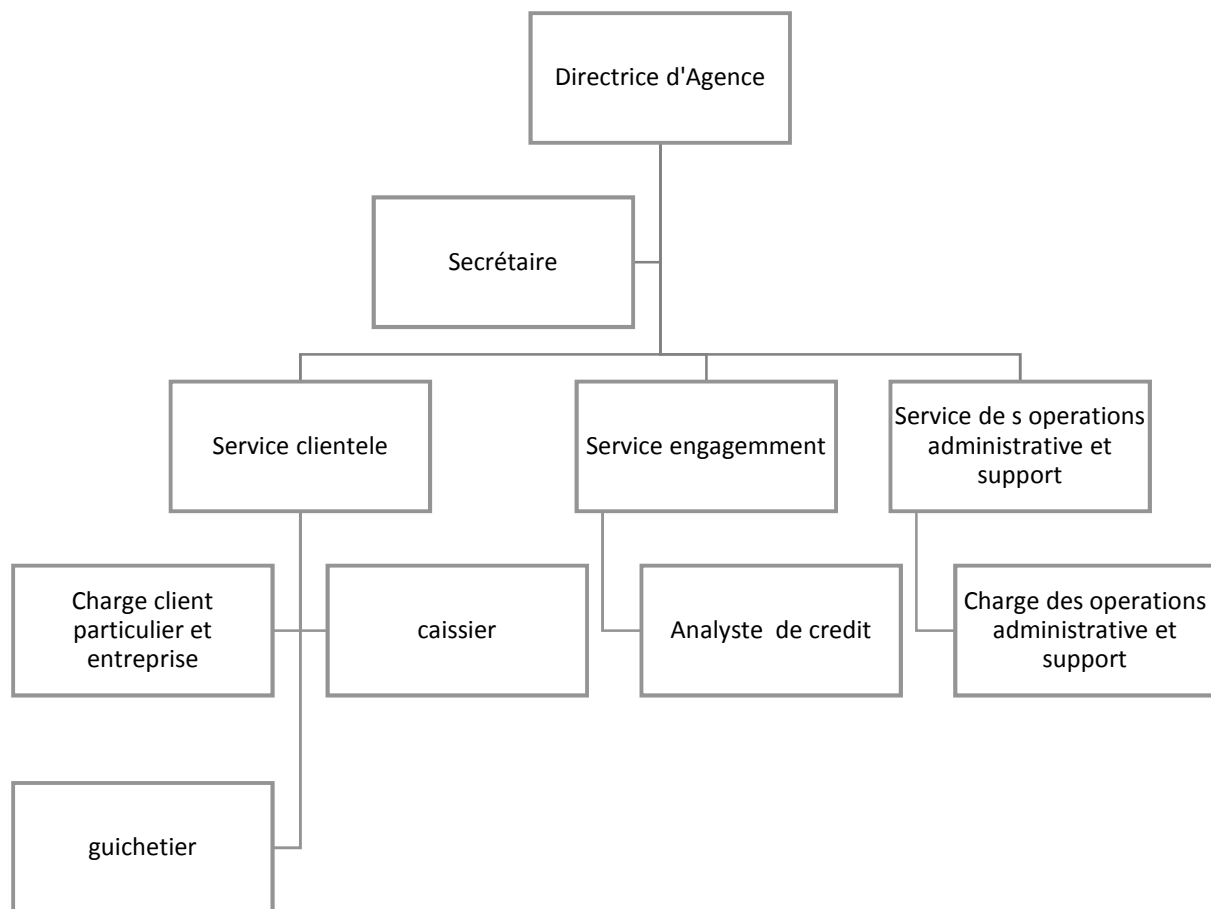 Directrice d'Agence
Secrétaire
Service clientele
Service engagemment
Service de s operations
administrative et
support
Charge client
particulier et
entreprise
caissier
Analyste  de credit
Charge des operations
administrative et
support
guichetier